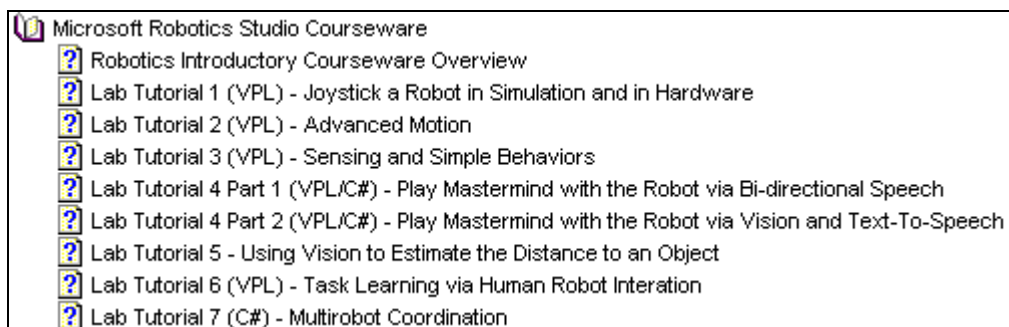 Microsoft Robotics Studio Courseware
Robotics Introductory Courseware Overview
Lab Tutorial 1 (VPL) - Joystick a Robot in Simulation and in Hardware
Lab Tutorial 2 (VPL) - Advanced Motion
Lab Tutorial 3 (VPL) - Sensing and Simple Behaviors
Lab Tutorial 4 Part 1 (VPL/C#) - Play Mastermind with the Robot via Bi-directional Speech
Lab Tutorial 4 Part 2 (VPL/C#) - Play Mastermind with the Robot via Vision and Text-To-Speech
Lab Tutorial 5 - Using Vision to Estimate the Distance to an Object
Lab Tutorial 6 (VPL) - Task Learning via Human Robot Interation
Lab Tutorial 7 (C#) - Multirobot Coordination